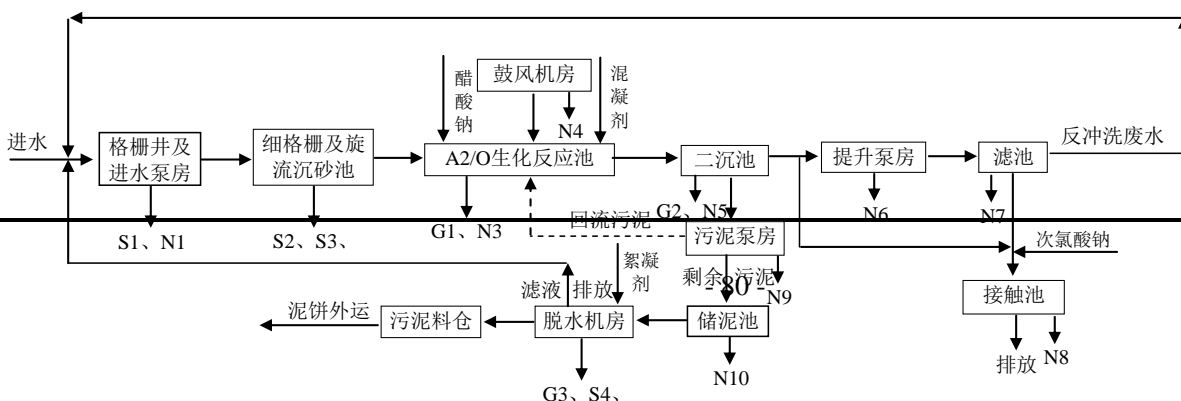 醋酸钠
鼓风机房
混凝剂
N4
进水
格栅井及
进水泵房
细格栅及旋
流沉砂池
A2/O生化反应池
二沉池
提升泵房
滤池
反冲洗废水
S1、N1
S2、S3、
G1、N3
G2、N5
N6
N7
回流污泥
污泥泵房
次氯酸钠
絮凝剂
剩余污泥
- 80 -
N9
滤液排放
接触池
泥饼外运
污泥料仓
脱水机房
储泥池
排放
N8
N10
G3、S4、